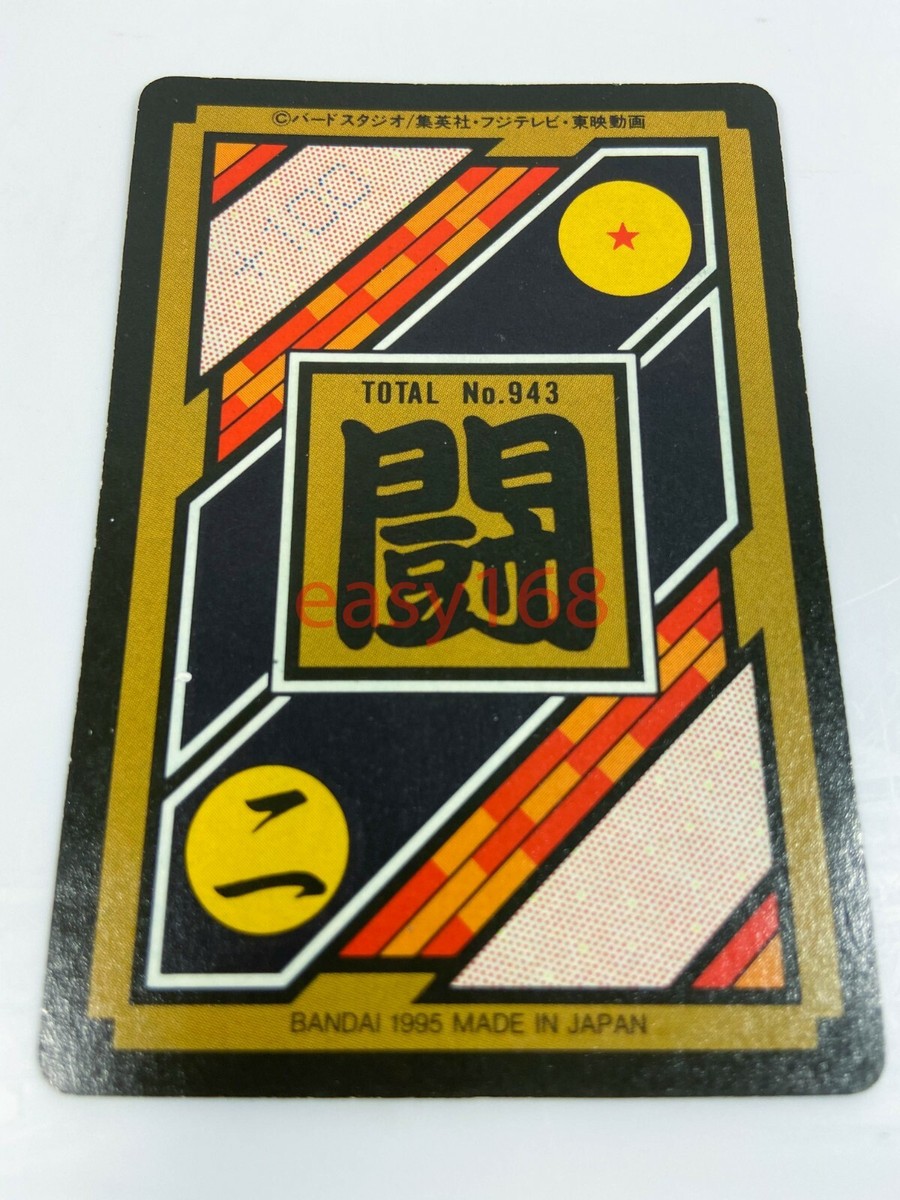 ©バードスタジオ/集英社・フジテレビ・東映動画
+100
TOTAL No.943
闘
easy168
二
BANDAI 1995 MADE IN JAPAN